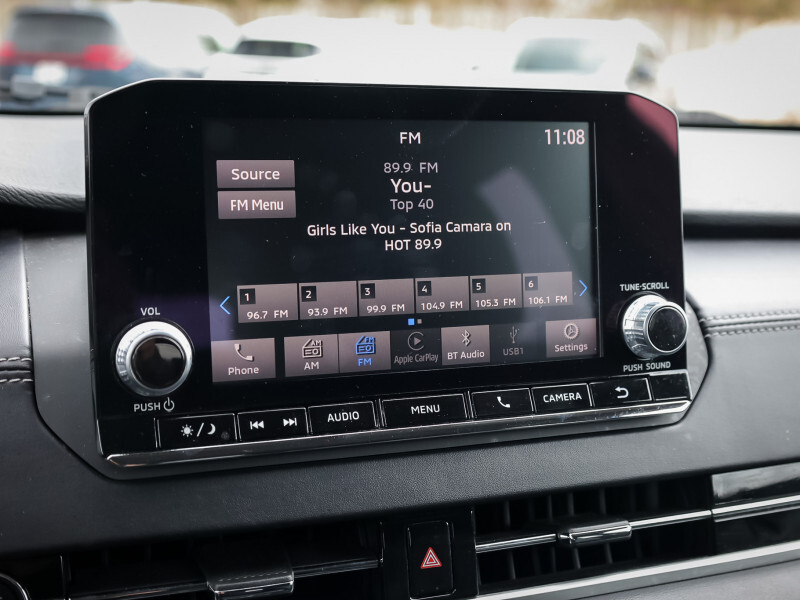 FM
11:08
Source
FM Menu
89.9 FM
You-
Top 40
Girls Like You - Sofia Camara on
HOT 89.9
1
96.7 FM
2
93.9 FM
3
99.9 FM
4
104.9 FM
5
105.3 FM
6
106.1 FM
Phone
AM
FM
Apple CarPlay
BT Audio
USB1
Settings
VOL
PUSH
TUNE·SCROLL
PUSH SOUND
/
AUDIO
MENU
CAMERA